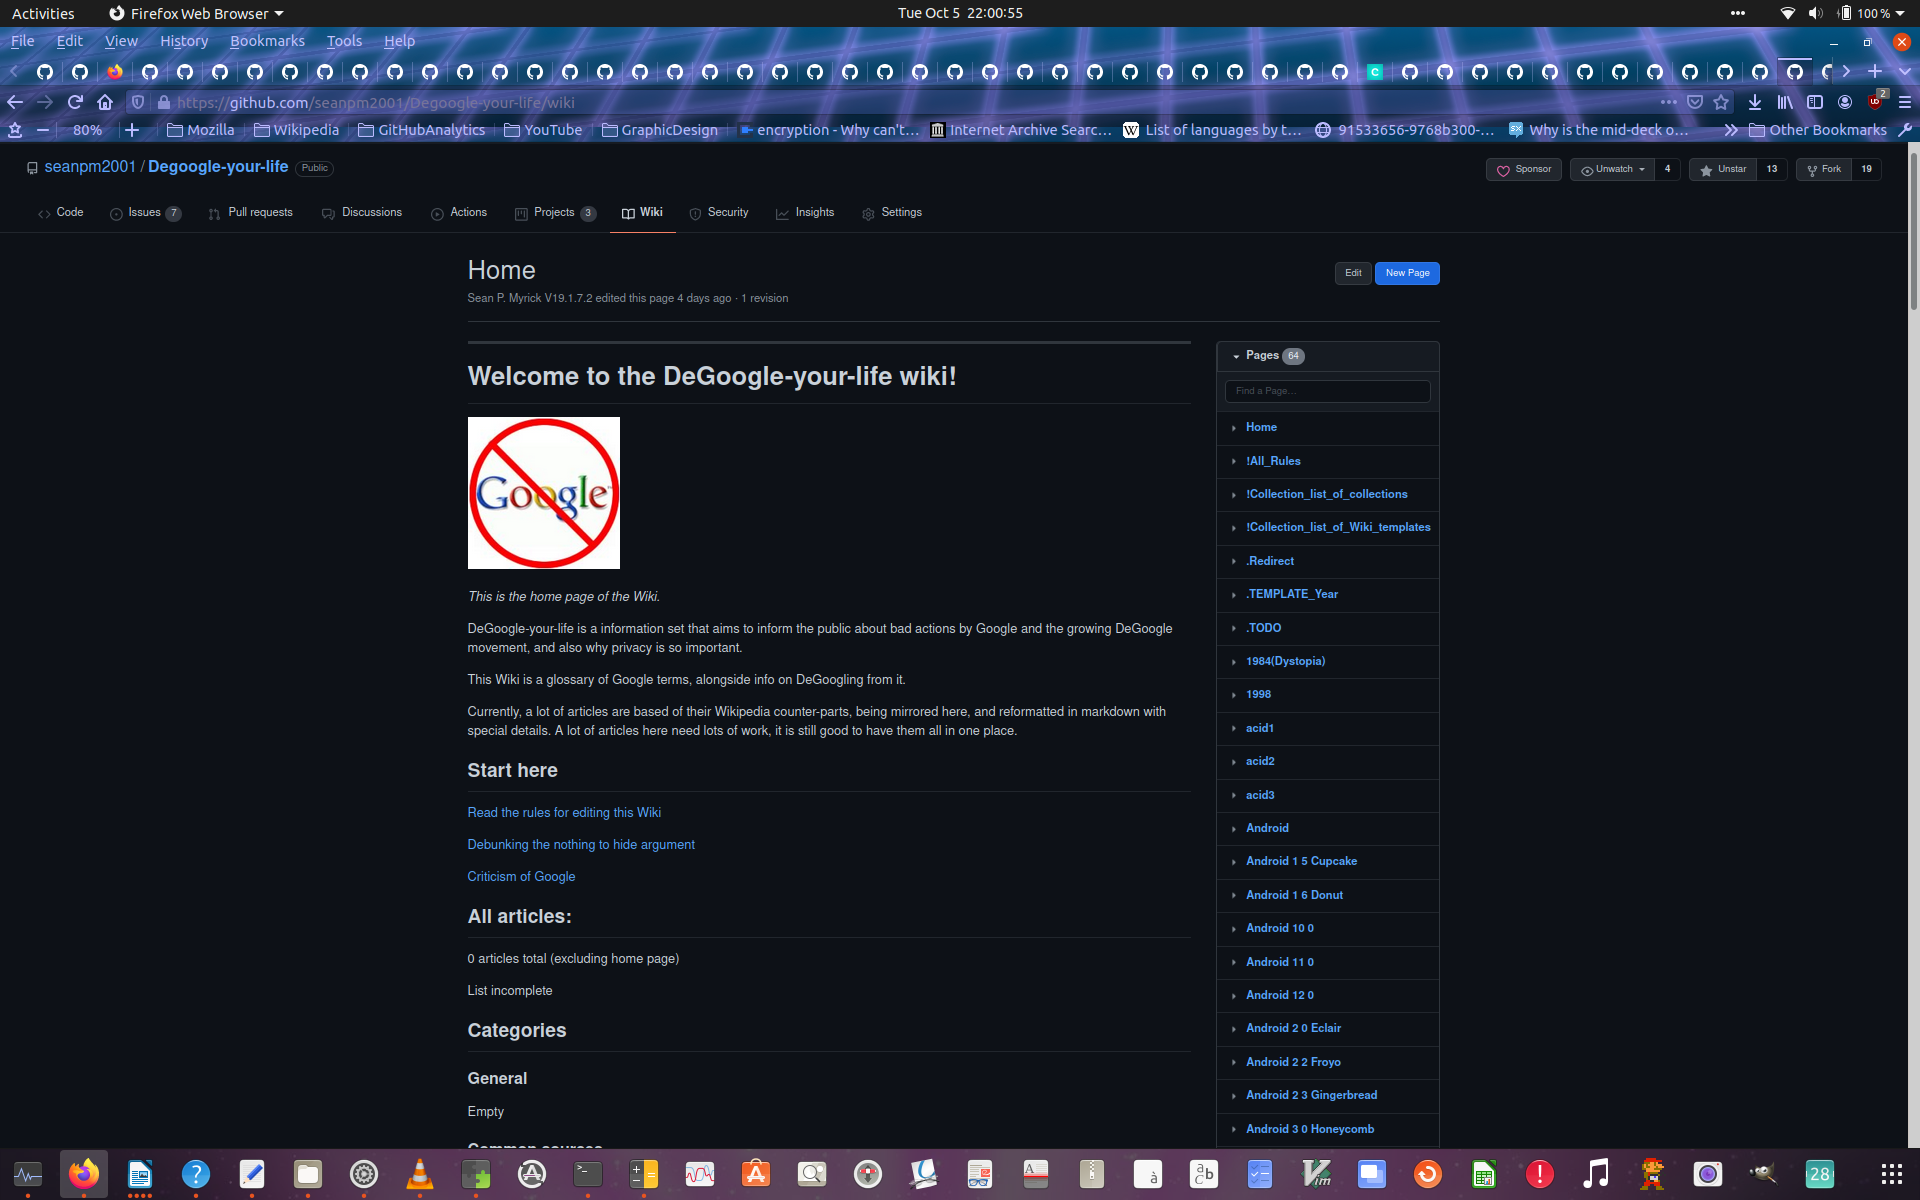 Activities Firefox Web Browser Tue Oct 5 22:00:55 100 %
File Edit View History Bookmarks Tools Help
https://github.com/seanpm2001/Degoogle-your-life/wiki 2
80% Mozilla Wikipedia GitHubAnalytics YouTube GraphicDesign encryption - Why can't… Internet Archive Searc… List of languages by t… 91533656-9768b300-… Why is the mid-deck o… Other Bookmarks
seanpm2001 / Degoogle-your-life Public Sponsor Unwatch 4 Unstar 13 Fork 19
Code Issues 7 Pull requests Discussions Actions Projects 3 Wiki Security Insights Settings
Home
Edit New Page
Sean P. Myrick V19.1.7.2 edited this page 4 days ago · 1 revision
Welcome to the DeGoogle-your-life wiki!
Google
This is the home page of the Wiki.
DeGoogle-your-life is a information set that aims to inform the public about bad actions by Google and the growing DeGoogle
movement, and also why privacy is so important.
This Wiki is a glossary of Google terms, alongside info on DeGoogling from it.
Currently, a lot of articles are based of their Wikipedia counter-parts, being mirrored here, and reformatted in markdown with
special details. A lot of articles here need lots of work, it is still good to have them all in one place.
Start here
Read the rules for editing this Wiki
Debunking the nothing to hide argument
Criticism of Google
All articles:
0 articles total (excluding home page)
List incomplete
Categories
General
Empty
Common sources
Pages 64
Find a Page…
Home
!All_Rules
!Collection_list_of_collections
!Collection_list_of_Wiki_templates
.Redirect
.TEMPLATE_Year
.TODO
1984(Dystopia)
1998
acid1
acid2
acid3
Android
Android 1 5 Cupcake
Android 1 6 Donut
Android 10 0
Android 11 0
Android 12 0
Android 2 0 Eclair
Android 2 2 Froyo
Android 2 3 Gingerbread
Android 3 0 Honeycomb
28